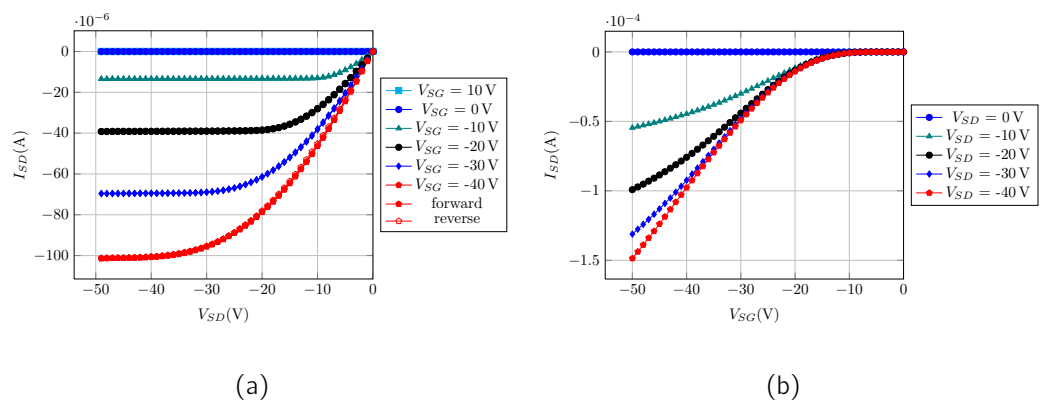 ·10⁻⁶
0
−20
−40
−60
−80
−100
I_SD(A)
−50 −40 −30 −20 −10 0
V_SD(V)
V_SG = 10 V
V_SG = 0 V
V_SG = -10 V
V_SG = -20 V
V_SG = -30 V
V_SG = -40 V
forward
reverse
(a)
·10⁻⁴
0
−0.5
−1
−1.5
I_SD(A)
−50 −40 −30 −20 −10 0
V_SG(V)
V_SD = 0 V
V_SD = -10 V
V_SD = -20 V
V_SD = -30 V
V_SD = -40 V
(b)